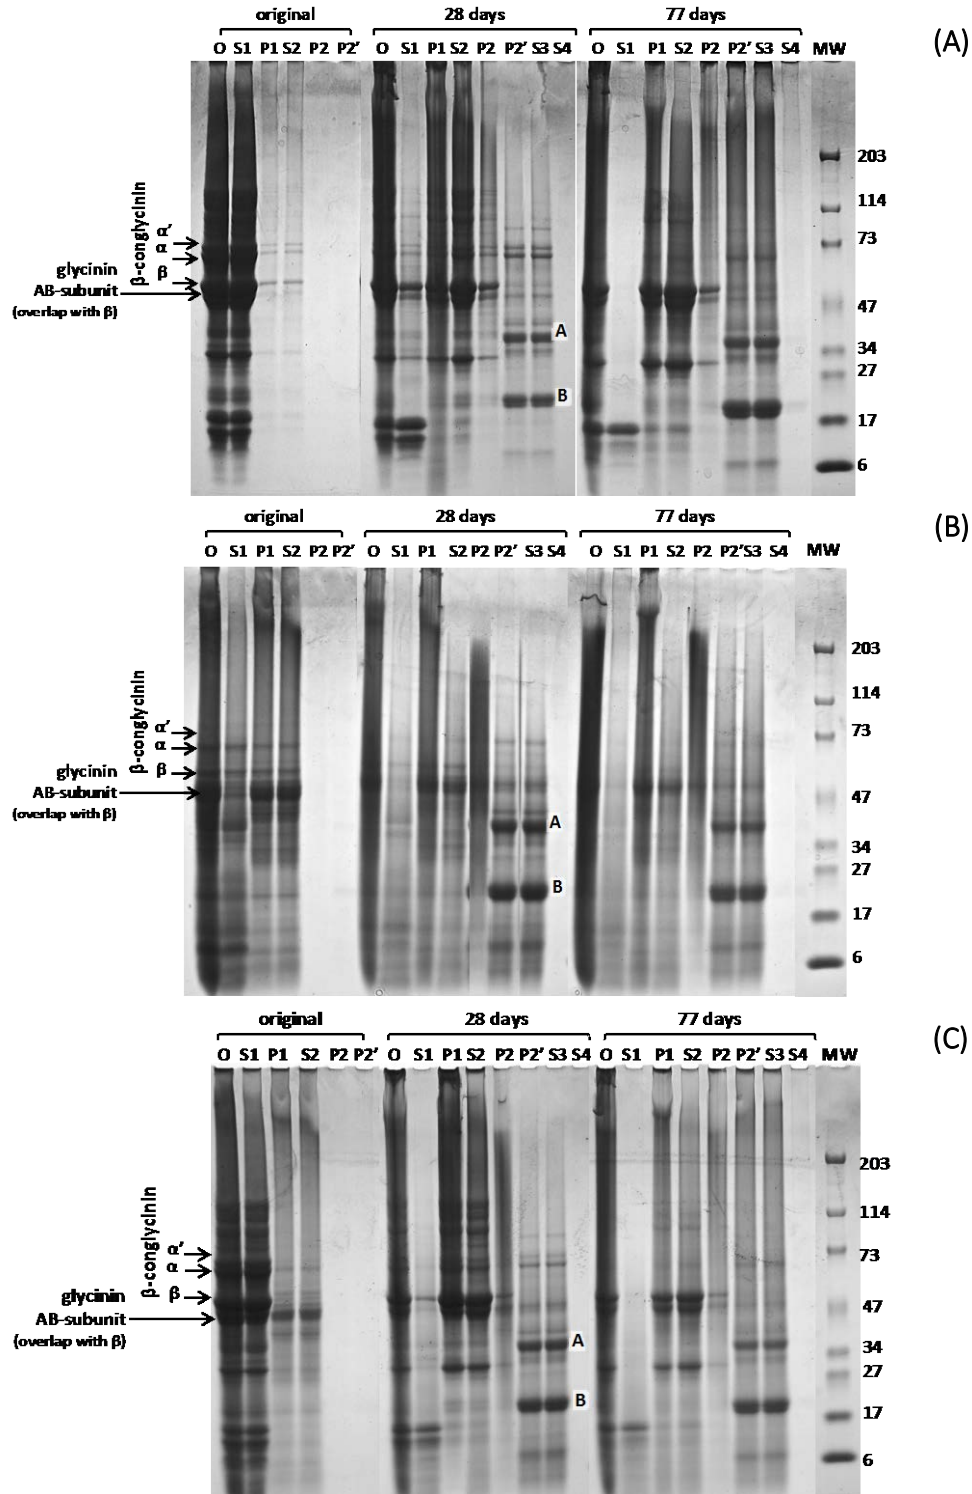 original 28 days 77 days
(A)
O S1 P1 S2 P2 P2' O S1 P1 S2 P2 P2' S3 S4 O S1 P1 S2 P2 P2' S3 S4 MW
203
114
β-conglycinin
α'
73
α
glycinin
β
AB-subunit
(overlap with β)
47
A
34
27
B
17
6
original 28 days 77 days
(B)
O S1 P1 S2 P2 P2' O S1 P1 S2 P2 P2' S3 S4 O S1 P1 S2 P2 P2' S3 S4 MW
203
114
β-conglycinin
α'
73
α
glycinin
β
AB-subunit
47
(overlap with β)
A
34
27
B
17
6
original 28 days 77 days
(C)
O S1 P1 S2 P2 P2' O S1 P1 S2 P2 P2' S3 S4 O S1 P1 S2 P2 P2' S3 S4 MW
203
114
β-conglycinin
α'
73
α
glycinin
β
47
AB-subunit
(overlap with β)
A
34
27
B
17
6